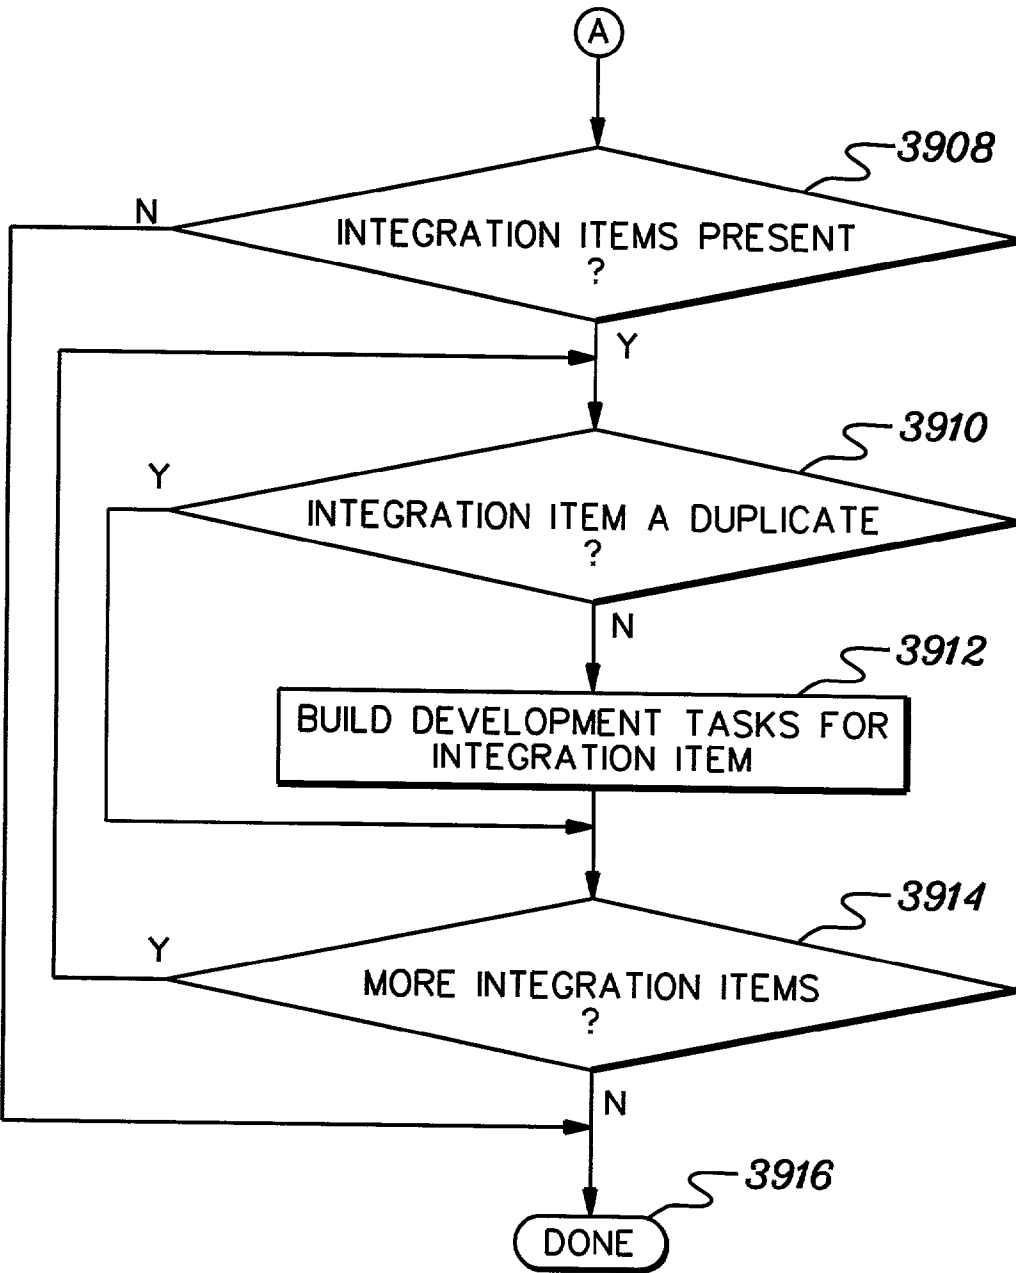 A
3908
N
INTEGRATION ITEMS PRESENT
?
Y
3910
Y
INTEGRATION ITEM A DUPLICATE
?
N
3912
BUILD DEVELOPMENT TASKS FOR
INTEGRATION ITEM
3914
Y
MORE INTEGRATION ITEMS
?
N
3916
DONE